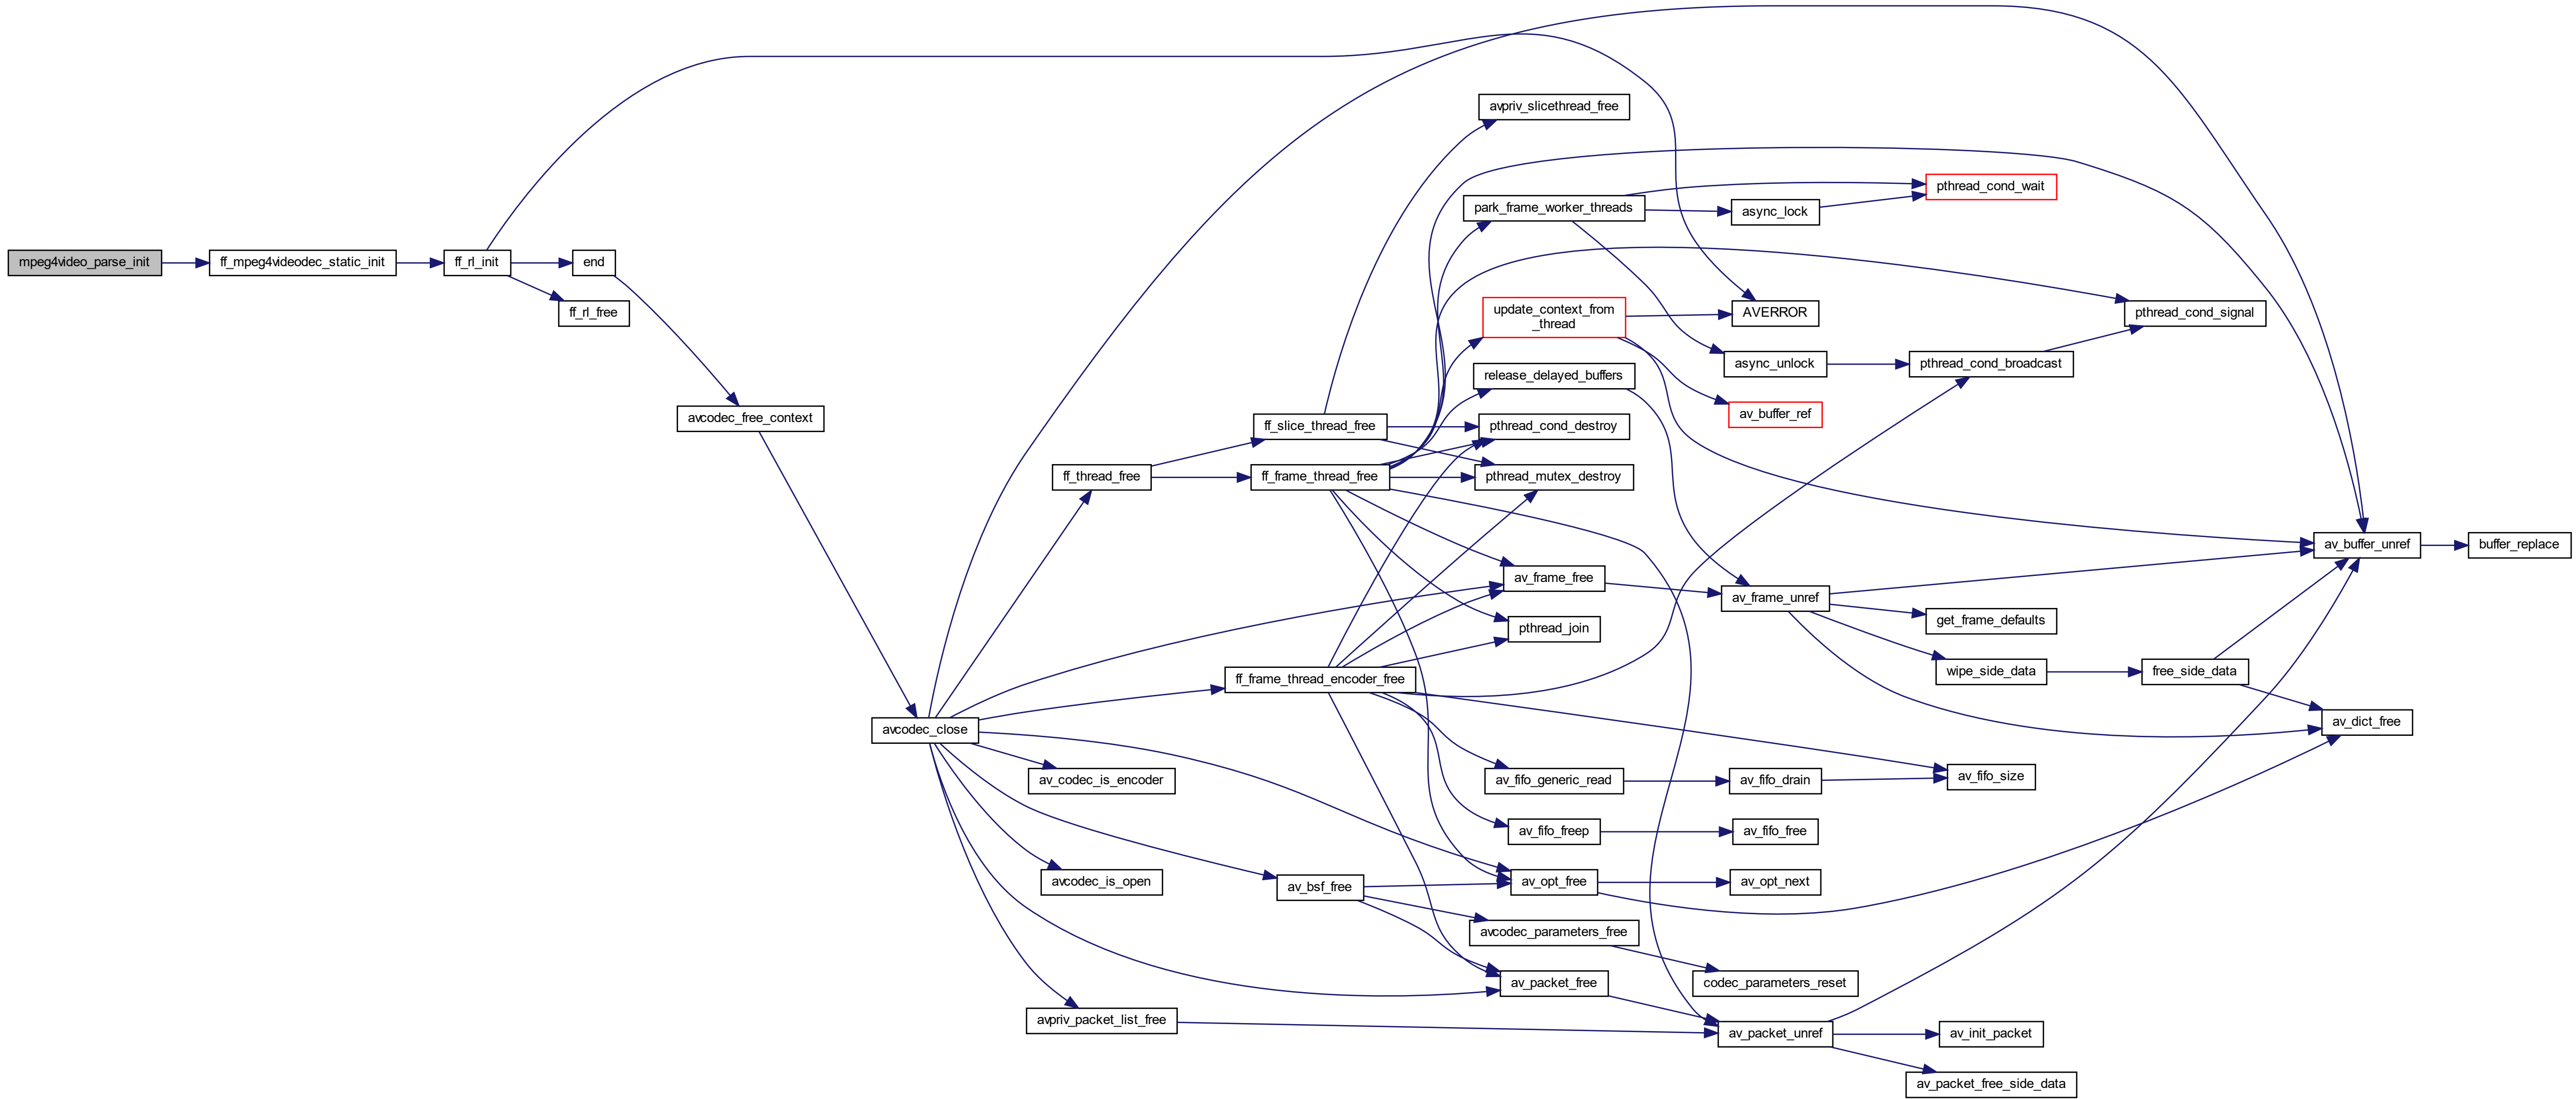 mpeg4video_parse_init
ff_mpeg4videodec_static_init
ff_rl_init
end
ff_rl_free
avcodec_free_context
avcodec_close
ff_thread_free
av_codec_is_encoder
avcodec_is_open
avpriv_packet_list_free
ff_slice_thread_free
ff_frame_thread_free
ff_frame_thread_encoder_free
av_bsf_free
avpriv_slicethread_free
park_frame_worker_threads
update_context_from
_thread
release_delayed_buffers
pthread_cond_destroy
pthread_mutex_destroy
av_frame_free
pthread_join
av_fifo_generic_read
av_fifo_freep
av_opt_free
avcodec_parameters_free
av_packet_free
async_lock
AVERROR
async_unlock
av_buffer_ref
av_frame_unref
av_fifo_drain
av_fifo_free
av_opt_next
codec_parameters_reset
av_packet_unref
pthread_cond_wait
pthread_cond_broadcast
get_frame_defaults
wipe_side_data
av_fifo_size
av_init_packet
av_packet_free_side_data
pthread_cond_signal
free_side_data
av_buffer_unref
av_dict_free
buffer_replace